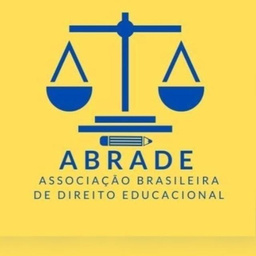 ABRADE
ASSOCIAÇÃO BRASILEIRA
DE DIREITO EDUCACIONAL